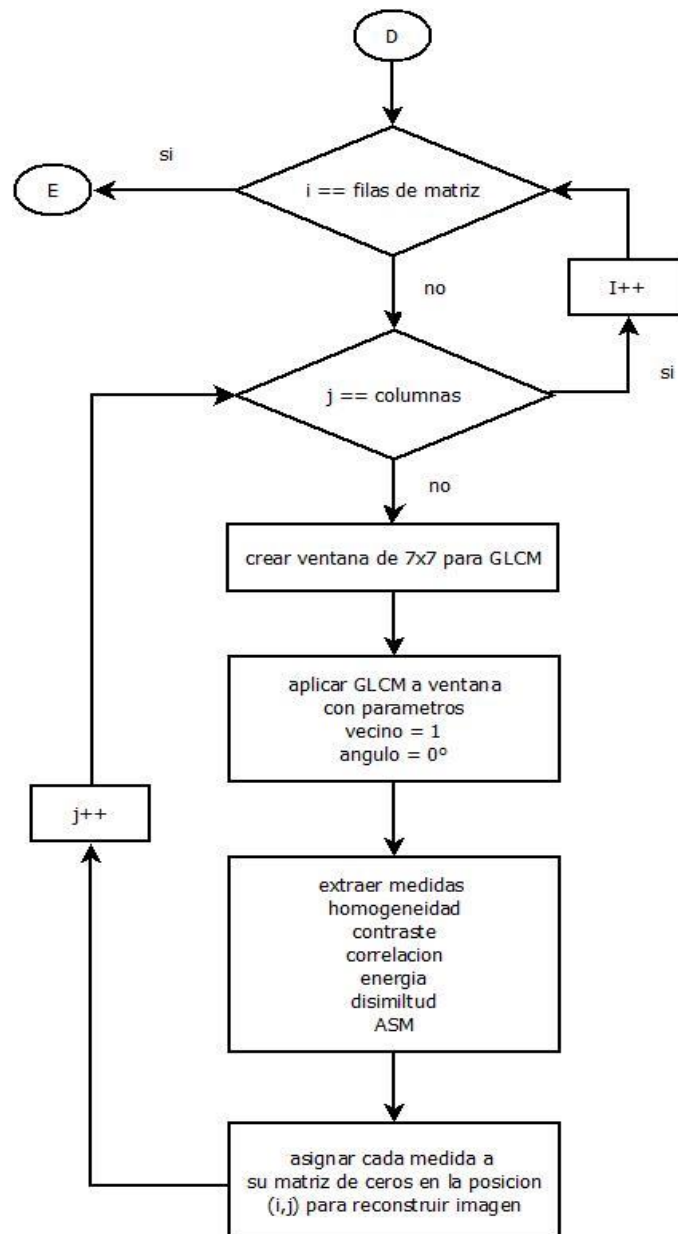 D
si
E
i == filas de matriz
no
I++
j == columnas
si
no
crear ventana de 7x7 para GLCM
aplicar GLCM a ventana
con parametros
vecino = 1
angulo = 0º
j++
extraer medidas
homogeneidad
contraste
correlacion
energia
disimiltud
ASM
asignar cada medida a
su matriz de ceros en la posicion
(i,j) para reconstruir imagen